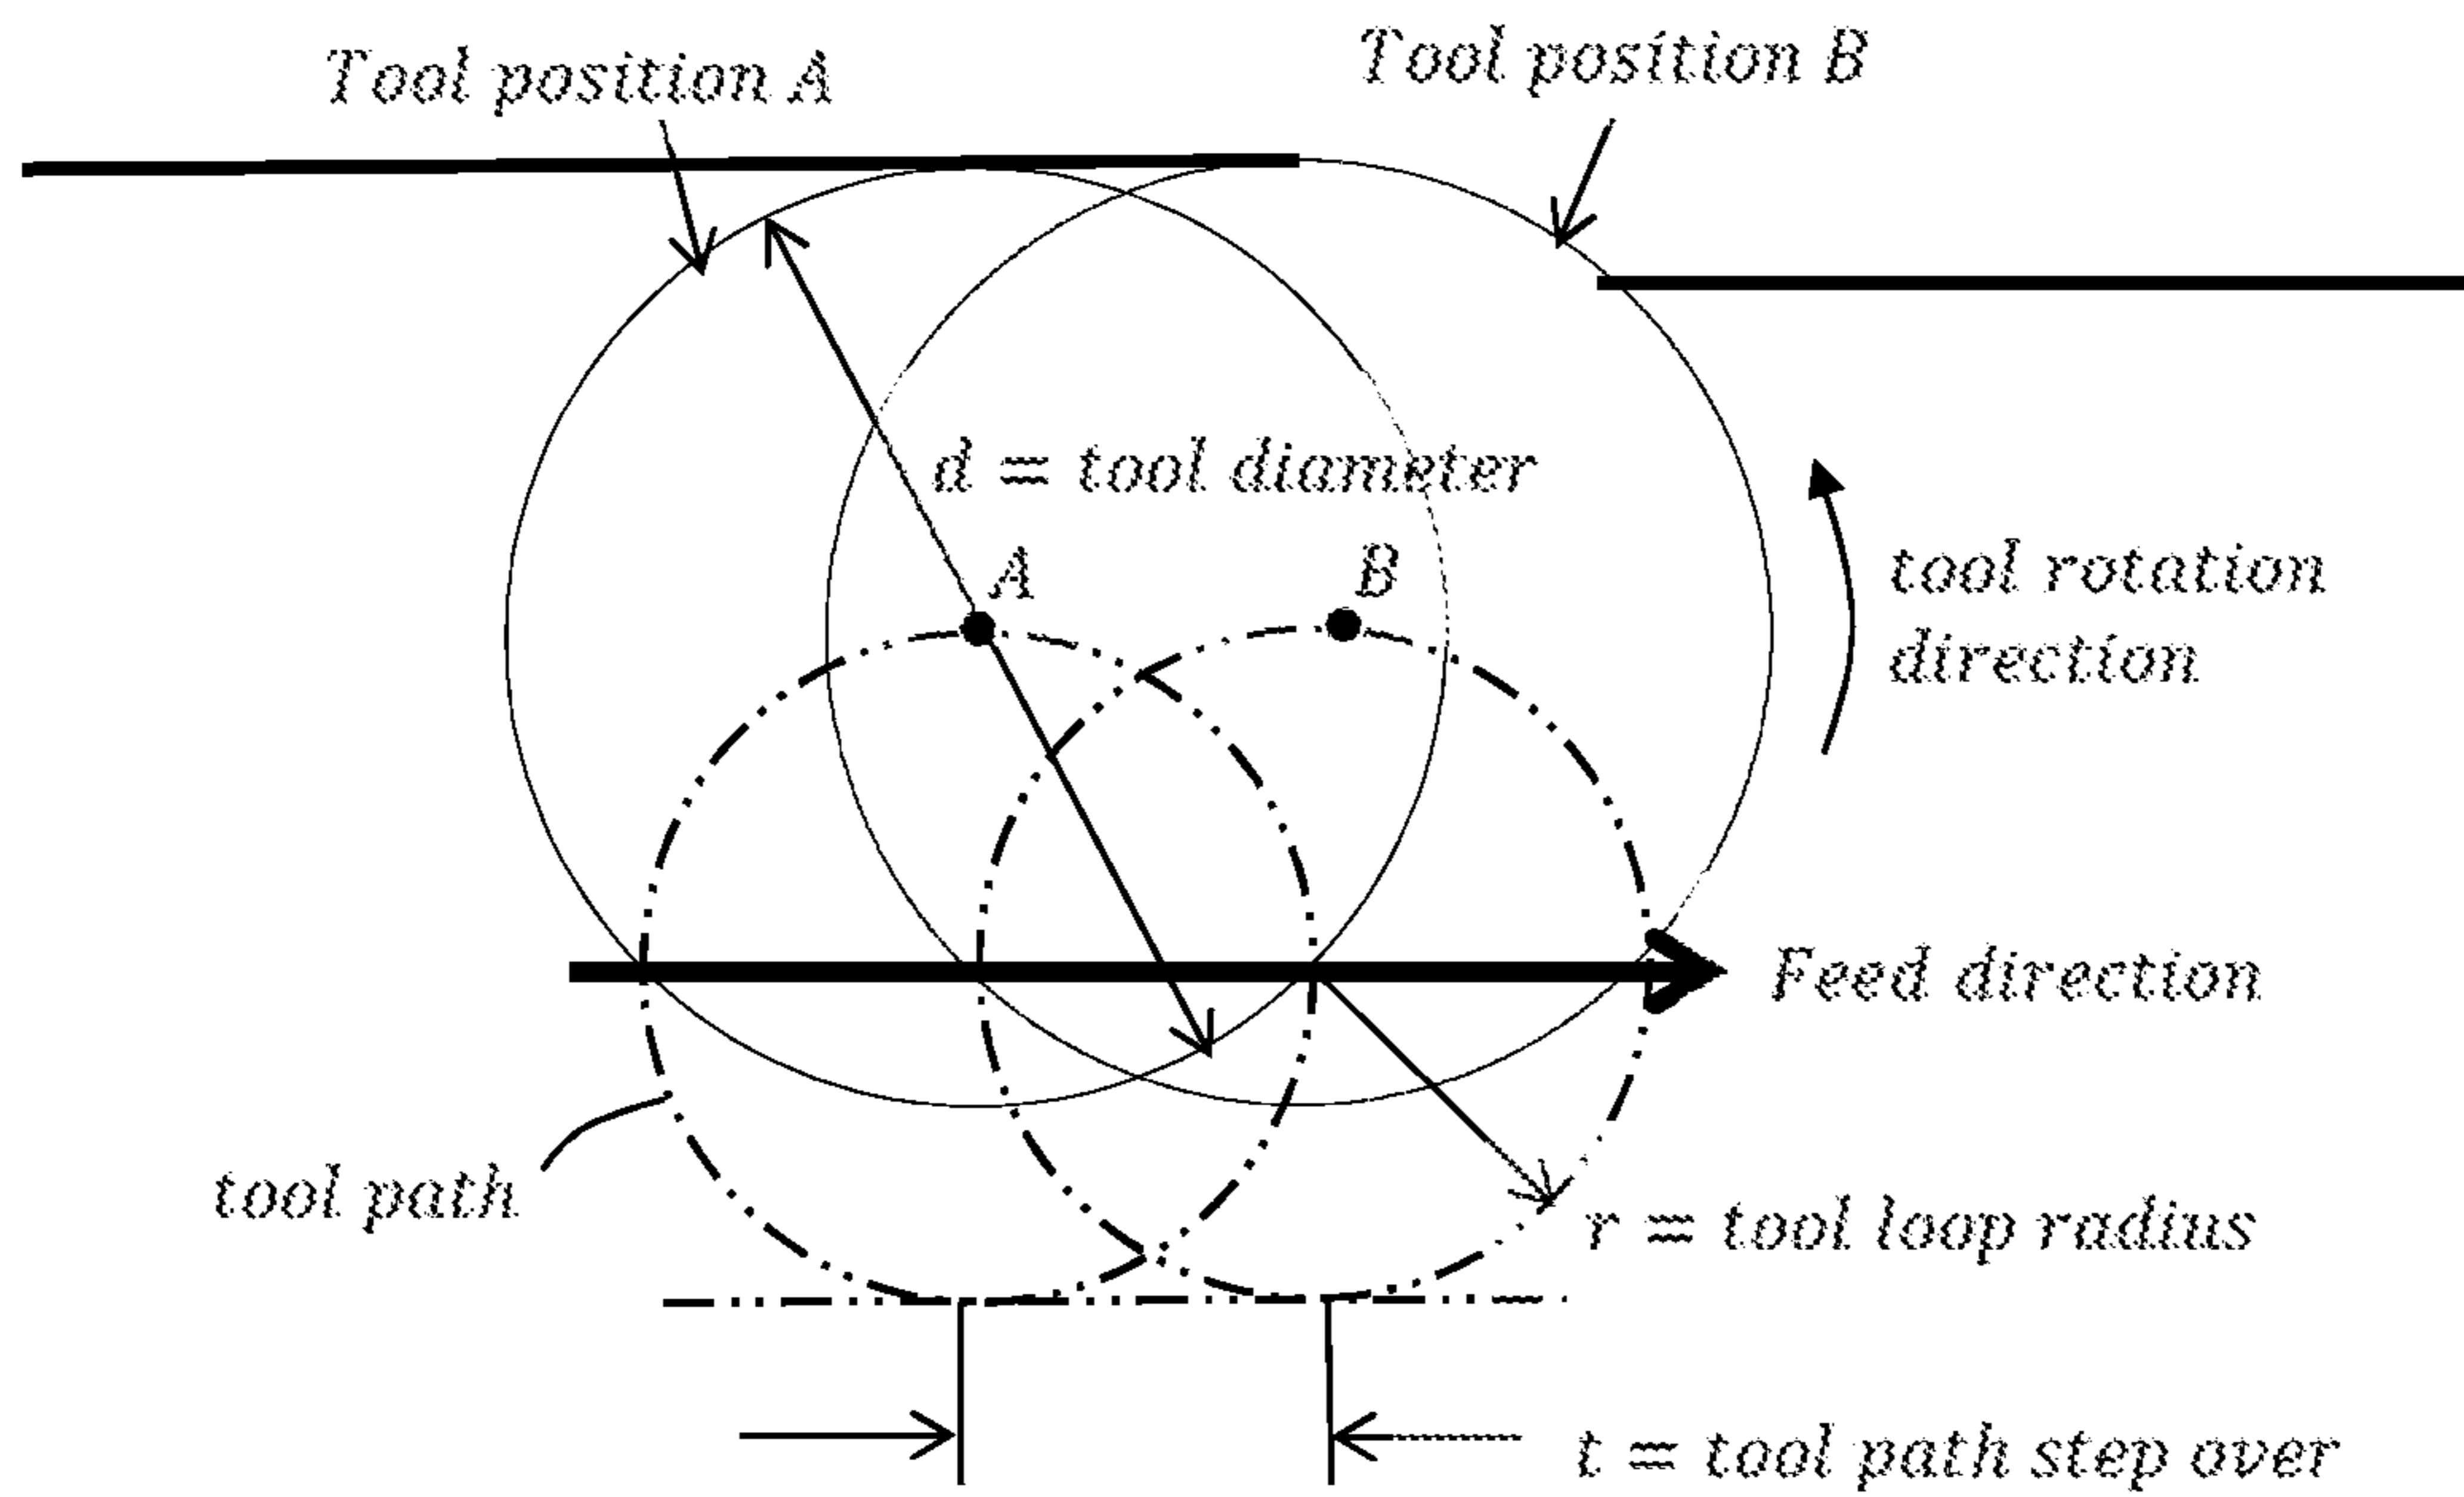 Tool position A
Tool position B
d = tool diameter
A
B
tool rotation
direction
Feed direction
tool path
r = tool loop radius
t = tool path step over